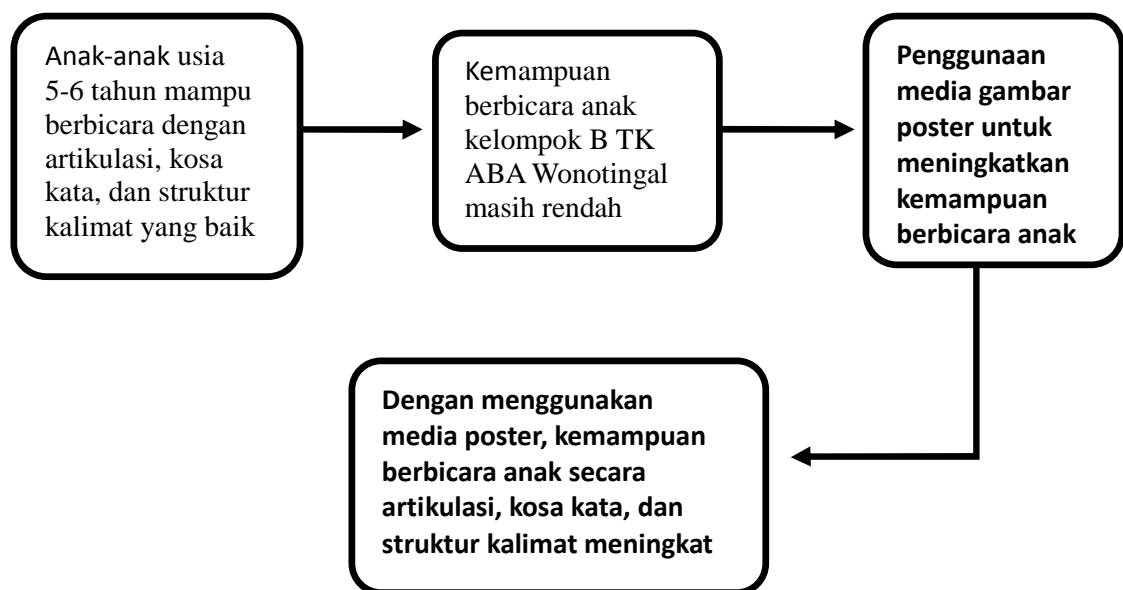 Anak-anak usia
5-6 tahun mampu
berbicara dengan
artikulasi, kosa
kata, dan struktur
kalimat yang baik
Kemampuan
berbicara anak
kelompok B TK
ABA Wonotingal
masih rendah
Penggunaan
media gambar
poster untuk
meningkatkan
kemampuan
berbicara anak
Dengan menggunakan
media poster, kemampuan
berbicara anak secara
artikulasi, kosa kata, dan
struktur kalimat meningkat